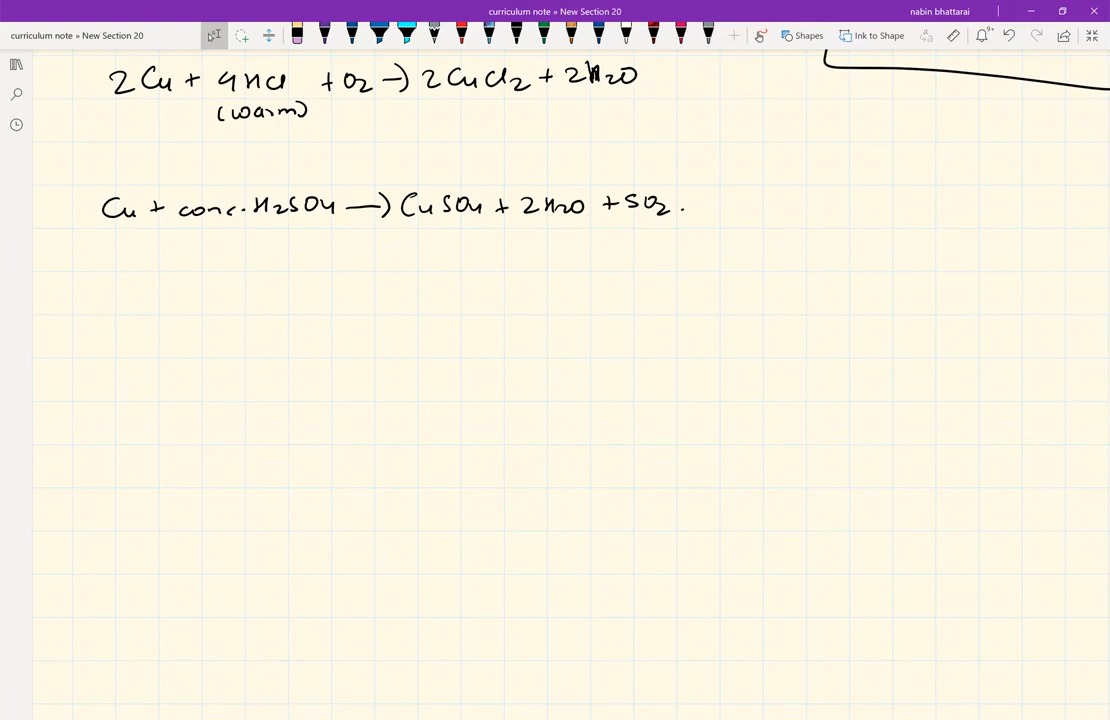 curriculum note » New Section 20
nabin bhattarai
curriculum note » New Section 20
Shapes
Ink to Shape
9+
2Cu + 4HCl + O2 → 2CuCl2 + 2H2O
(warm)
Cu + conc. H2SO4 → CuSO4 + 2H2O + SO2.